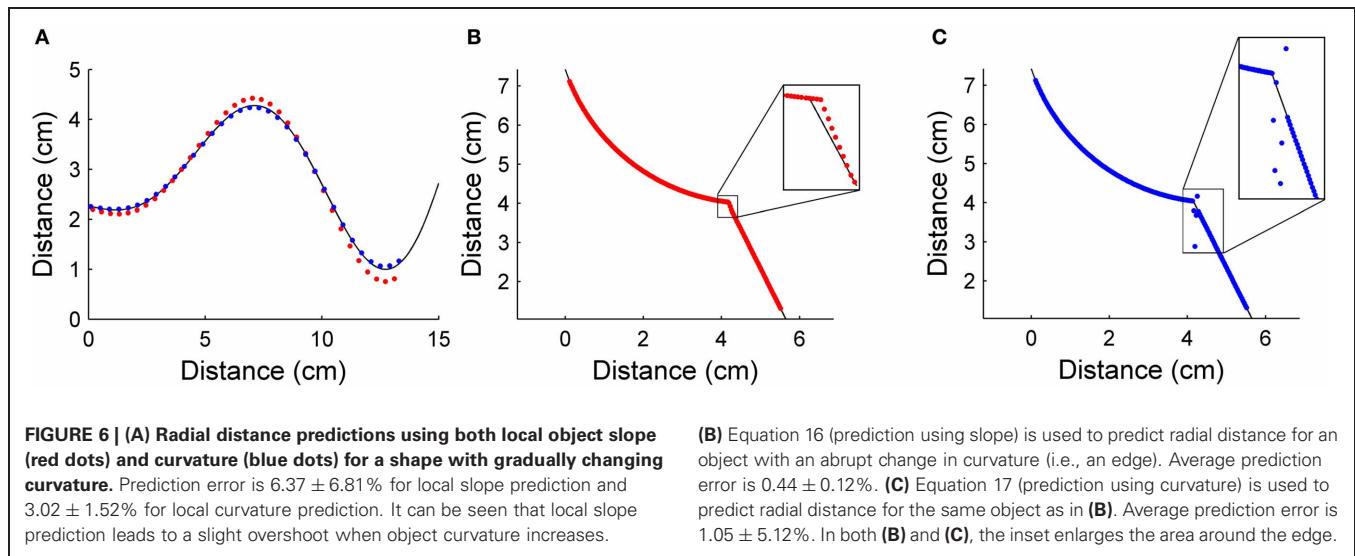 A
5
4
3
2
1
0
0
5
10
15
Distance (cm)
Distance (cm)
B
7
6
5
4
3
2
0
2
4
6
Distance (cm)
Distance (cm)
C
7
6
5
4
3
2
0
2
4
6
Distance (cm)
Distance (cm)
FIGURE 6 | (A) Radial distance predictions using both local object slope
(red dots) and curvature (blue dots) for a shape with gradually changing
curvature. Prediction error is 6.37 ± 6.81% for local slope prediction and
3.02 ± 1.52% for local curvature prediction. It can be seen that local slope
prediction leads to a slight overshoot when object curvature increases.
(B) Equation 16 (prediction using slope) is used to predict radial distance for an
object with an abrupt change in curvature (i.e., an edge). Average prediction
error is 0.44 ± 0.12%. (C) Equation 17 (prediction using curvature) is used to
predict radial distance for the same object as in (B). Average prediction error is
1.05 ± 5.12%. In both (B) and (C), the inset enlarges the area around the edge.